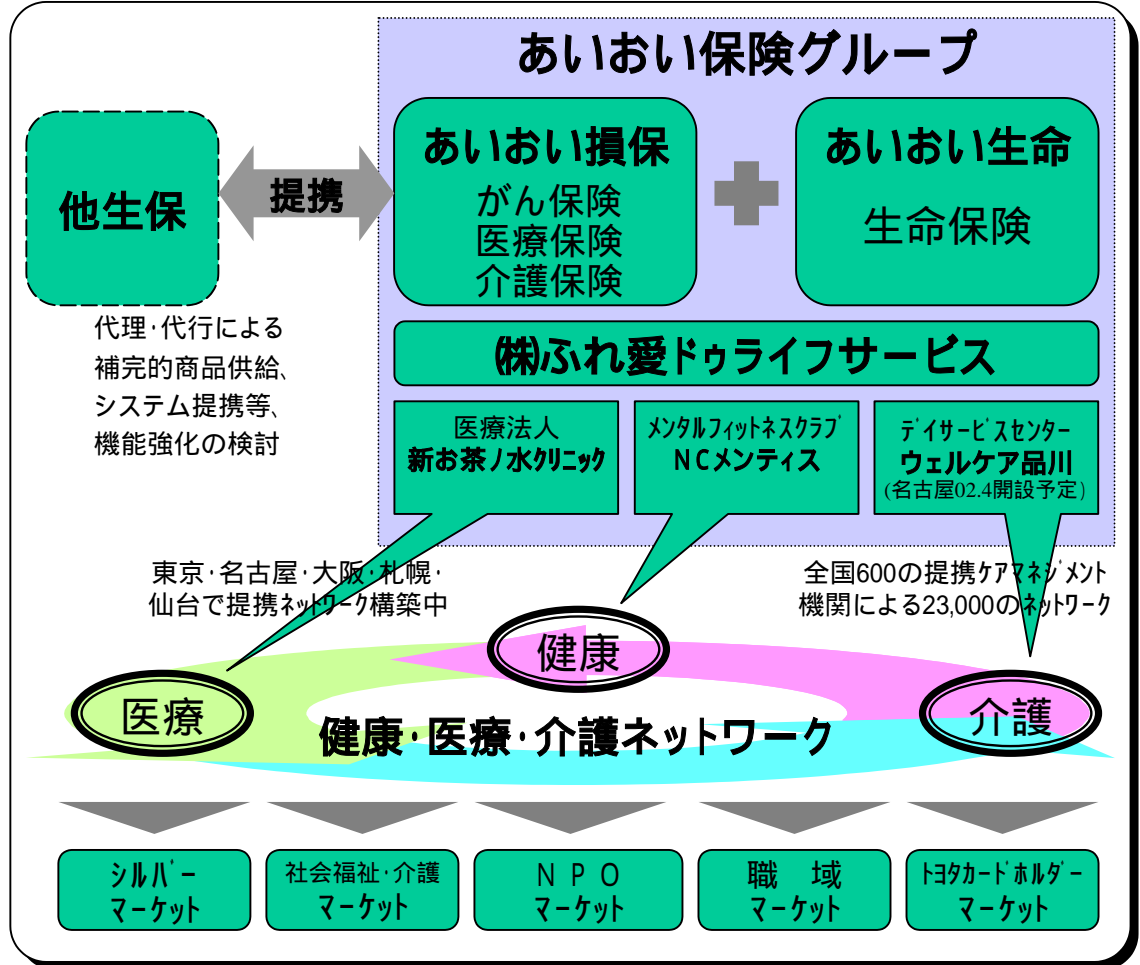 あいおい保険グループ
他生保
提携
あいおい損保
がん保険
医療保険
介護保険
あいおい生命
生命保険
代理・代行による
補完的商品供給、
システム提携等、
機能強化の検討
㈱ふれ愛ドゥライフサービス
医療法人
新お茶ノ水ｸﾘﾆｯｸ
ﾒﾝﾀﾙﾌｨｯﾄﾈｽｸﾗﾌﾞ
ＮＣメンティス
ﾃﾞｲｻｰﾋﾞｽｾﾝﾀｰ
ウェルケア品川
(名古屋02.4開設予定)
東京・名古屋・大阪・札幌・
仙台で提携ﾈｯﾄﾜｰｸ構築中
全国600の提携ｹｱﾏﾈｼﾞﾒﾝﾄ
機関による23,000のﾈｯﾄﾜｰｸ
健康
医療
介護
健康・医療・介護ネットワーク
ｼﾙﾊﾞｰ
ﾏｰｹｯﾄ
社会福祉・介護
ﾏｰｹｯﾄ
ＮＰＯ
ﾏｰｹｯﾄ
職　域
ﾏｰｹｯﾄ
ﾄﾖﾀｶｰﾄﾞﾎﾙﾀﾞｰ
ﾏｰｹｯﾄ